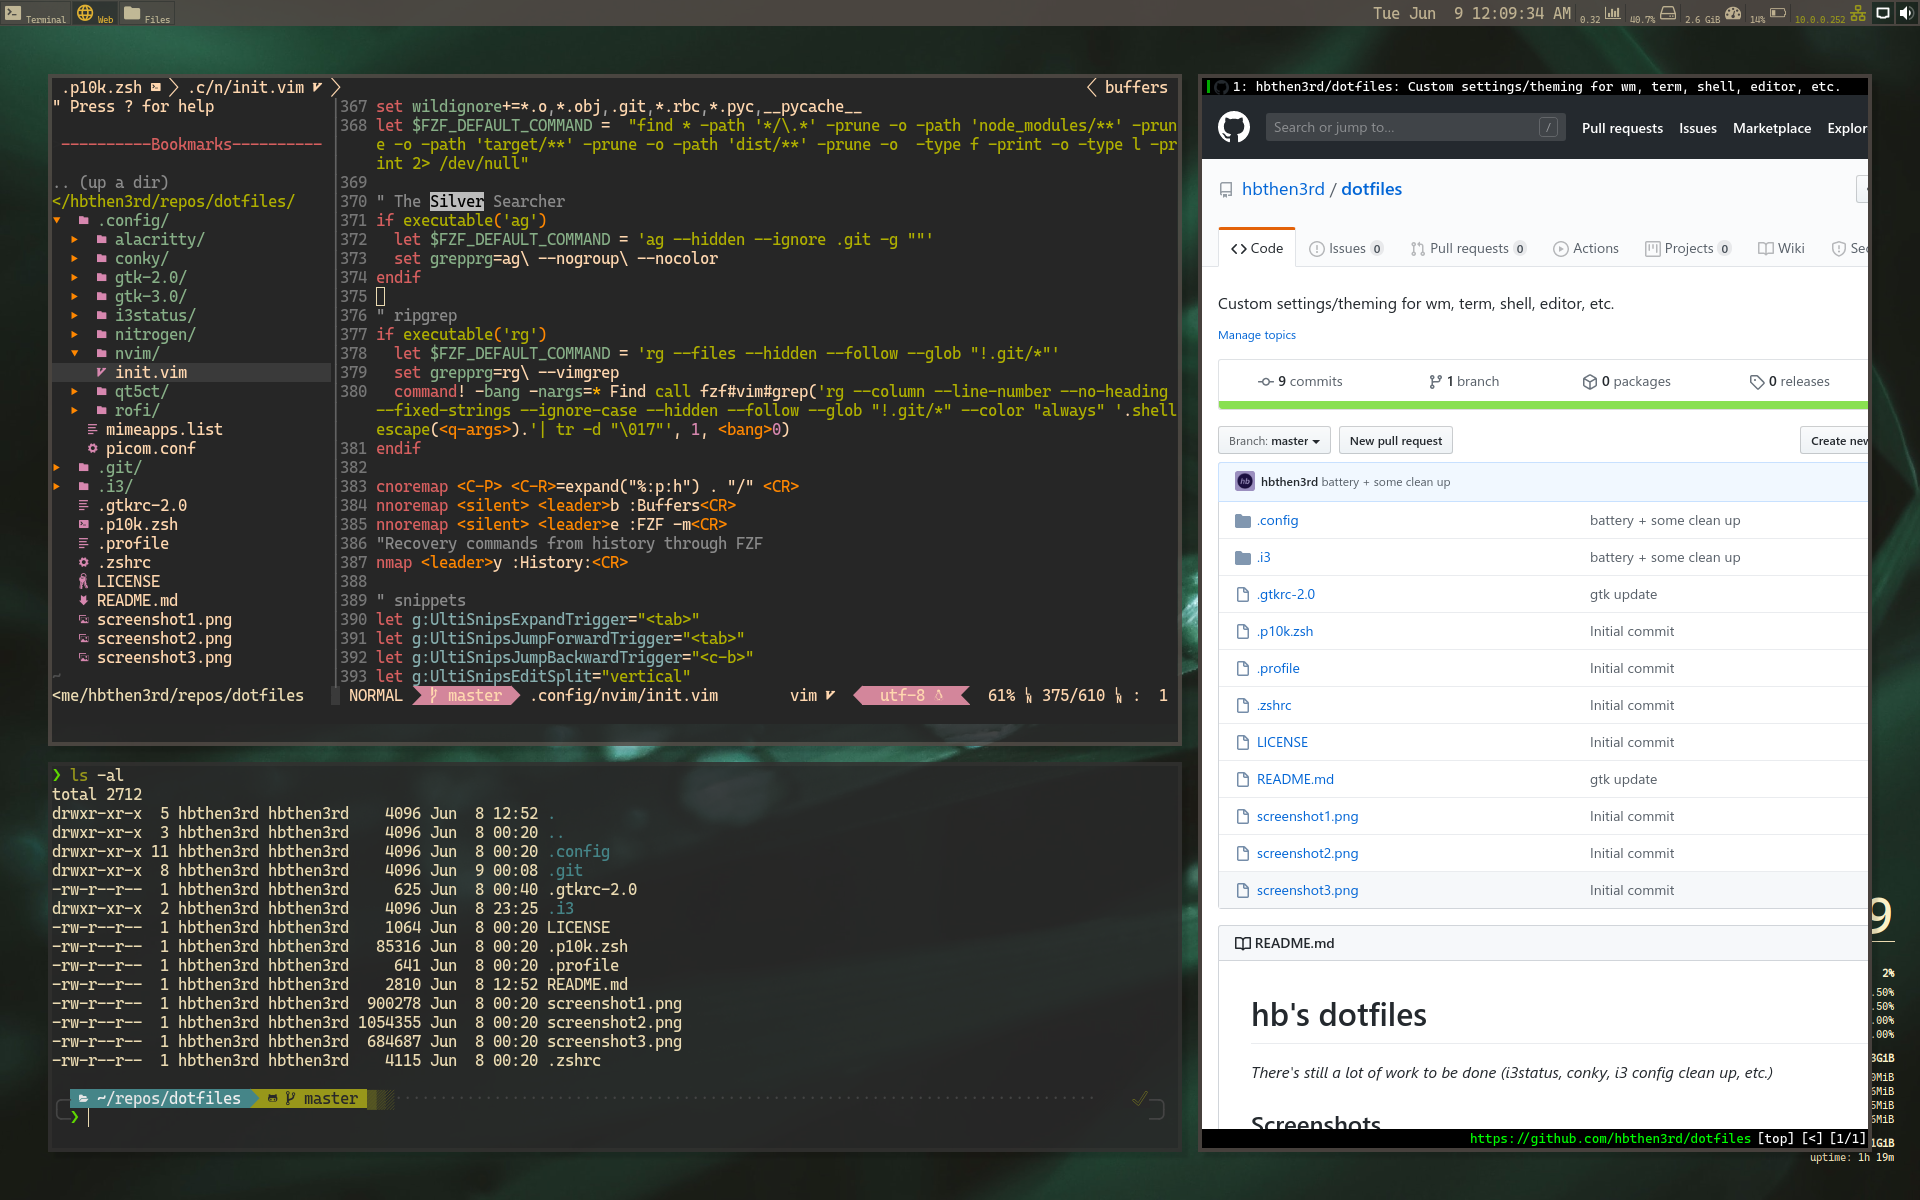 Terminal Web Files
Tue Jun  9 12:09:34 AM 0.32 40.7% 2.6 GiB 14% 10.0.0.252
.p10k.zsh .c/n/init.vim buffers
" Press ? for help
----------Bookmarks----------
.. (up a dir)
</hbthen3rd/repos/dotfiles/
.config/
alacritty/
conky/
gtk-2.0/
gtk-3.0/
i3status/
nitrogen/
nvim/
init.vim
qt5ct/
rofi/
mimeapps.list
picom.conf
.git/
.i3/
.gtkrc-2.0
.p10k.zsh
.profile
.zshrc
LICENSE
README.md
screenshot1.png
screenshot2.png
screenshot3.png
~
<me/hbthen3rd/repos/dotfiles
367 set wildignore+=*.o,*.obj,.git,*.rbc,*.pyc,__pycache__
368 let $FZF_DEFAULT_COMMAND =  "find * -path '*/\.*' -prune -o -path 'node_modules/**' -prun
e -o -path 'target/**' -prune -o -path 'dist/**' -prune -o  -type f -print -o -type l -pr
int 2> /dev/null"
369
370 " The Silver Searcher
371 if executable('ag')
372   let $FZF_DEFAULT_COMMAND = 'ag --hidden --ignore .git -g ""'
373   set grepprg=ag\ --nogroup\ --nocolor
374 endif
375
376 " ripgrep
377 if executable('rg')
378   let $FZF_DEFAULT_COMMAND = 'rg --files --hidden --follow --glob "!.git/*"'
379   set grepprg=rg\ --vimgrep
380   command! -bang -nargs=* Find call fzf#vim#grep('rg --column --line-number --no-heading
--fixed-strings --ignore-case --hidden --follow --glob "!.git/*" --color "always" '.shell
escape(<q-args>).'| tr -d "\017"', 1, <bang>0)
381 endif
382
383 cnoremap <C-P> <C-R>=expand("%:p:h") . "/" <CR>
384 nnoremap <silent> <leader>b :Buffers<CR>
385 nnoremap <silent> <leader>e :FZF -m<CR>
386 "Recovery commands from history through FZF
387 nmap <leader>y :History:<CR>
388
389 " snippets
390 let g:UltiSnipsExpandTrigger="<tab>"
391 let g:UltiSnipsJumpForwardTrigger="<tab>"
392 let g:UltiSnipsJumpBackwardTrigger="<c-b>"
393 let g:UltiSnipsEditSplit="vertical"
NORMAL master .config/nvim/init.vim vim utf-8 61% 375/610 : 1
❯ ls -al
total 2712
drwxr-xr-x  5 hbthen3rd hbthen3rd    4096 Jun  8 12:52 .
drwxr-xr-x  3 hbthen3rd hbthen3rd    4096 Jun  8 00:20 ..
drwxr-xr-x 11 hbthen3rd hbthen3rd    4096 Jun  8 00:20 .config
drwxr-xr-x  8 hbthen3rd hbthen3rd    4096 Jun  9 00:08 .git
-rw-r--r--  1 hbthen3rd hbthen3rd     625 Jun  8 00:40 .gtkrc-2.0
drwxr-xr-x  2 hbthen3rd hbthen3rd    4096 Jun  8 23:25 .i3
-rw-r--r--  1 hbthen3rd hbthen3rd    1064 Jun  8 00:20 LICENSE
-rw-r--r--  1 hbthen3rd hbthen3rd   85316 Jun  8 00:20 .p10k.zsh
-rw-r--r--  1 hbthen3rd hbthen3rd     641 Jun  8 00:20 .profile
-rw-r--r--  1 hbthen3rd hbthen3rd    2810 Jun  8 12:52 README.md
-rw-r--r--  1 hbthen3rd hbthen3rd  900278 Jun  8 00:20 screenshot1.png
-rw-r--r--  1 hbthen3rd hbthen3rd 1054355 Jun  8 00:20 screenshot2.png
-rw-r--r--  1 hbthen3rd hbthen3rd  684687 Jun  8 00:20 screenshot3.png
-rw-r--r--  1 hbthen3rd hbthen3rd    4115 Jun  8 00:20 .zshrc
~/repos/dotfiles master
❯
1: hbthen3rd/dotfiles: Custom settings/theming for wm, term, shell, editor, etc.
Search or jump to... / Pull requests Issues Marketplace Explor
hbthen3rd / dotfiles
Code Issues 0 Pull requests 0 Actions Projects 0 Wiki Sec
Custom settings/theming for wm, term, shell, editor, etc.
Manage topics
9 commits 1 branch 0 packages 0 releases
Branch: master New pull request Create new
hb hbthen3rd battery + some clean up
.config battery + some clean up
.i3 battery + some clean up
.gtkrc-2.0 gtk update
.p10k.zsh Initial commit
.profile Initial commit
.zshrc Initial commit
LICENSE Initial commit
README.md gtk update
screenshot1.png Initial commit
screenshot2.png Initial commit
screenshot3.png Initial commit
README.md
hb's dotfiles
There's still a lot of work to be done (i3status, conky, i3 config clean up, etc.)
Screenshots
https://github.com/hbthen3rd/dotfiles [top] [<] [1/1]
9
2%
.50%
.50%
.00%
.00%
GiB
MiB
MiB
MiB
MiB
GiB
uptime: 1h 19m